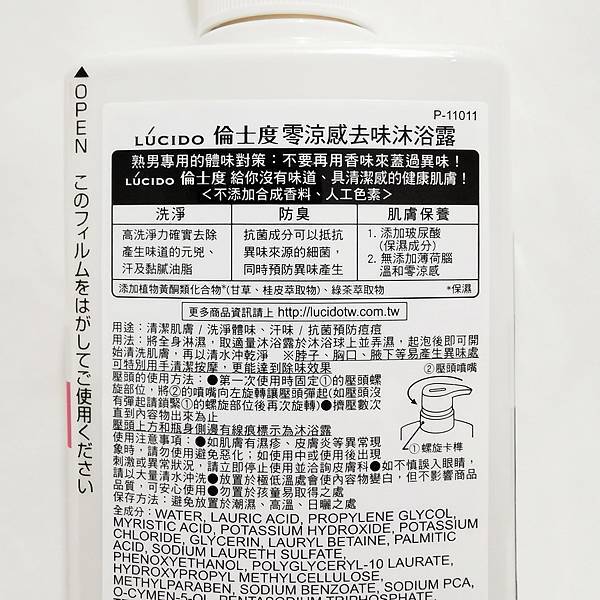 ▲OPEN このフィルムをはがしてご使用ください
P-11011
LÚCIDO 倫士度 零涼感去味沐浴露
熟男專用的體味對策：不要再用香味來蓋過異味！
LÚCIDO 倫士度 給你沒有味道、具清潔感的健康肌膚！
＜不添加合成香料、人工色素＞
洗淨 防臭 肌膚保養
高洗淨力確實去除
產生味道的元兇、
汗及黏膩油脂
抗菌成分可以抵抗
異味來源的細菌，
同時預防異味產生
1. 添加玻尿酸
(保濕成分)
2. 無添加薄荷腦
溫和零涼感
添加植物黃酮類化合物*(甘草、桂皮萃取物)、綠茶萃取物 *保濕
更多商品資訊請上 http://lucidotw.com.tw
用途：清潔肌膚 / 洗淨體味、汗味 / 抗菌預防痘痘
用法：將全身淋濕，取適量沐浴露於沐浴球上並弄濕，起泡後即可開
始清洗肌膚，再以清水沖乾淨 ※脖子、胸口、腋下等易產生異味處
可特別用手清潔按摩，更能達到除味效果
壓頭的使用方法：●第一次使用時固定①的壓頭螺
旋部位，將②的噴嘴向左旋轉讓壓頭彈起(如壓頭沒
有彈起請鎖緊①的螺旋部位後再次旋轉)●擠壓數次
直到內容物出來為止
壓頭上方和瓶身側邊有線痕標示為沐浴露
②壓頭噴嘴
①螺旋卡榫
使用注意事項：●如肌膚有濕疹、皮膚炎等異常現
象時，請勿使用避免惡化；如使用中或使用後出現
刺激或異常狀況，請立即停止使用並洽詢皮膚科●如不慎誤入眼睛，
請以大量清水沖洗●放置於極低溫處會使內容物變白，但不影響商品
品質，可安心使用●勿置於孩童易取得之處
保存方法：避免放置於潮濕、高溫、日曬之處
全成分：WATER, LAURIC ACID, PROPYLENE GLYCOL,
MYRISTIC ACID, POTASSIUM HYDROXIDE, POTASSIUM
CHLORIDE, GLYCERIN, LAURYL BETAINE, PALMITIC
ACID, SODIUM LAURETH SULFATE,
PHENOXYETHANOL, POLYGLYCERYL-10 LAURATE,
HYDROXYPROPYL METHYLCELLULOSE,
METHYLPARABEN, SODIUM BENZOATE, SODIUM PCA,
O-CYMEN-5-OL, PENTASODIUM TRIPHOSPHATE,